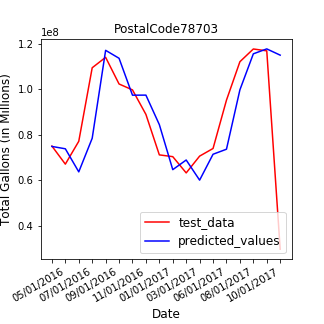 PostalCode78703
1e8
1.2
1.0
0.8
0.6
0.4
Total Gallons (in Millions)
test_data
predicted_values
05/01/2016
07/01/2016
09/01/2016
11/01/2016
01/01/2017
03/01/2017
06/01/2017
08/01/2017
10/01/2017
Date